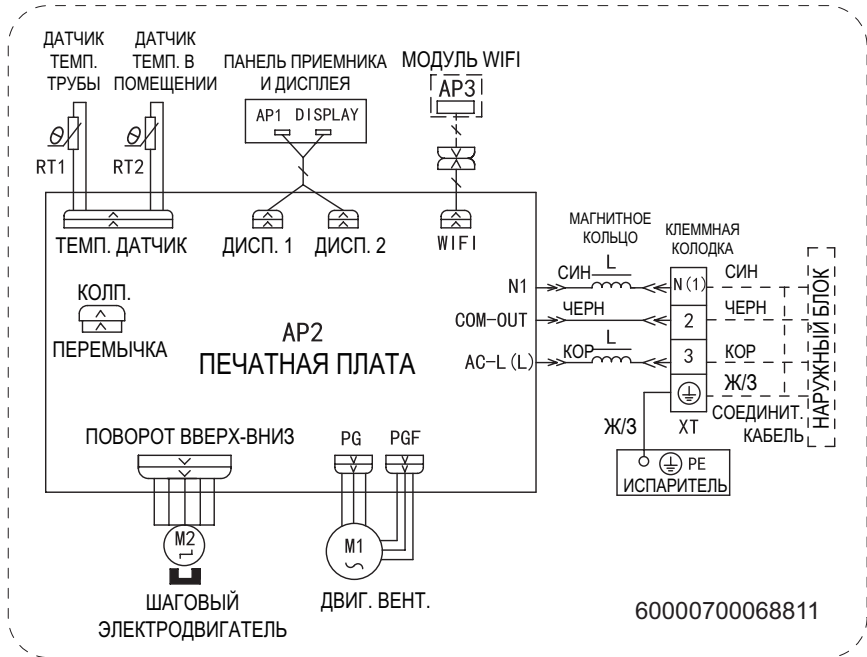 ДАТЧИК
ТЕМП.
ТРУБЫ
ДАТЧИК
ТЕМП. В
ПОМЕЩЕНИИ
ПАНЕЛЬ ПРИЕМНИКА
И ДИСПЛЕЯ
МОДУЛЬ WIFI
AP1 DISPLAY
AP3
θ
RT1
θ
RT2
ТЕМП. ДАТЧИК
ДИСП. 1
ДИСП. 2
WIFI
КОЛП.
ПЕРЕМЫЧКА
AP2
ПЕЧАТНАЯ ПЛАТА
N1
COM-OUT
AC-L (L)
МАГНИТНОЕ
КОЛЬЦО
КЛЕММНАЯ
КОЛОДКА
СИН
L
N (1)
СИН
ЧЕРН
2
ЧЕРН
КОР
L
3
КОР
Ж/З
XT
СОЕДИНИТ.
КАБЕЛЬ
НАРУЖНЫЙ БЛОК
Ж/З
PE
ИСПАРИТЕЛЬ
ПОВОРОТ ВВЕРХ-ВНИЗ
PG
PGF
M2
M1
ШАГОВЫЙ
ЭЛЕКТРОДВИГАТЕЛЬ
ДВИГ. ВЕНТ.
60000700068811